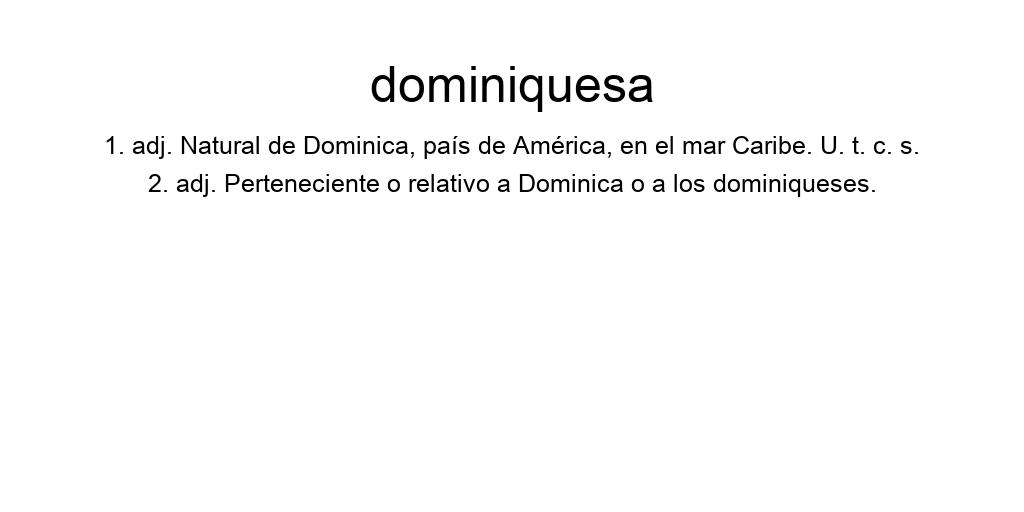 dominiquesa
1. adj. Natural de Dominica, país de América, en el mar Caribe. U. t. c. s.
2. adj. Perteneciente o relativo a Dominica o a los dominiqueses.